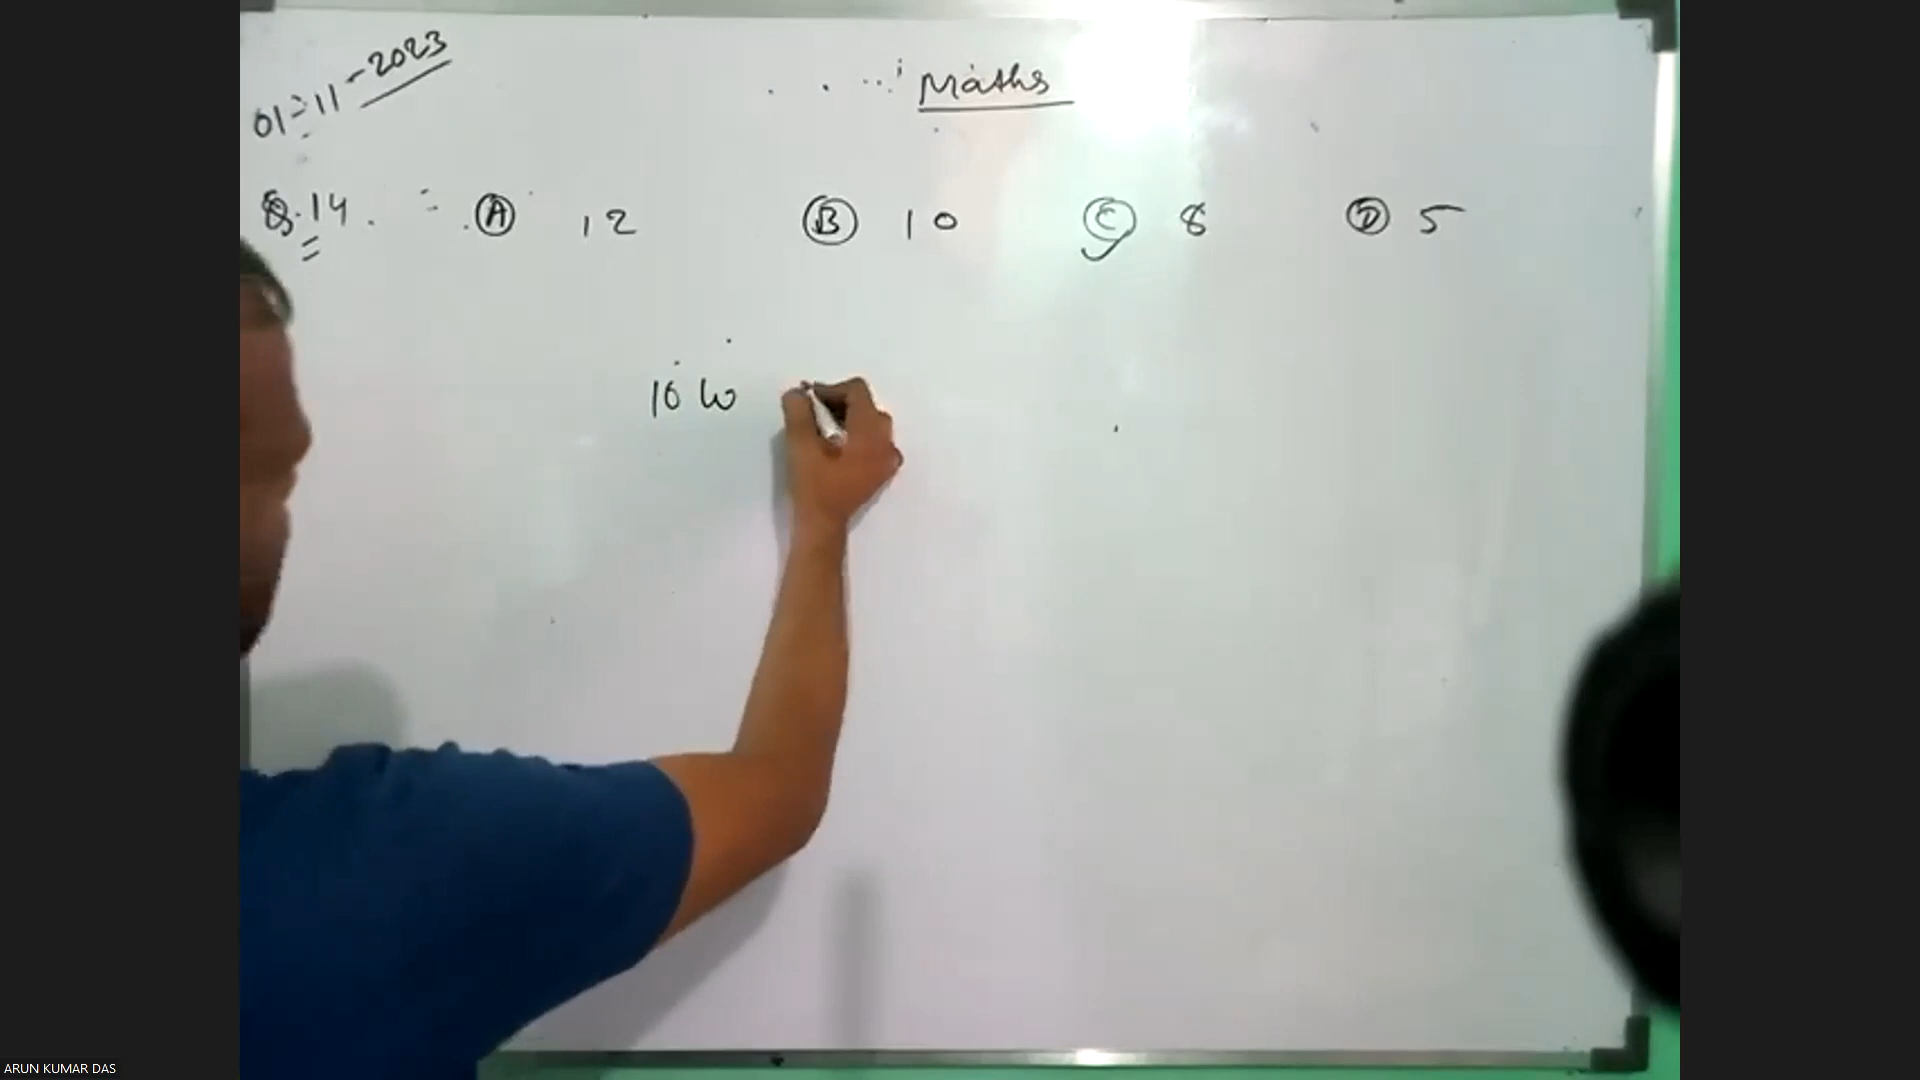 01-11-2023
Maths
Q.14. Ⓐ 12 Ⓑ 10 Ⓒ 8 Ⓓ 5
10 W
ARUN KUMAR DAS